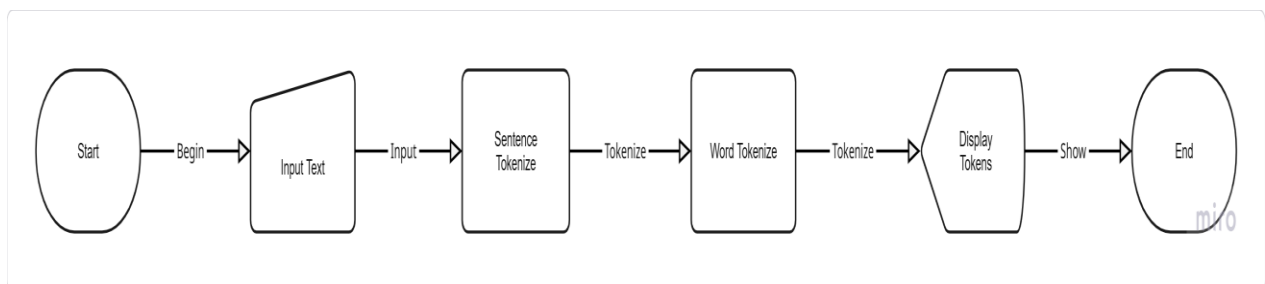 Start
Begin
Input Text
Input
Sentence
Tokenize
Tokenize
Word Tokenize
Tokenize
Display
Tokens
Show
End
miro